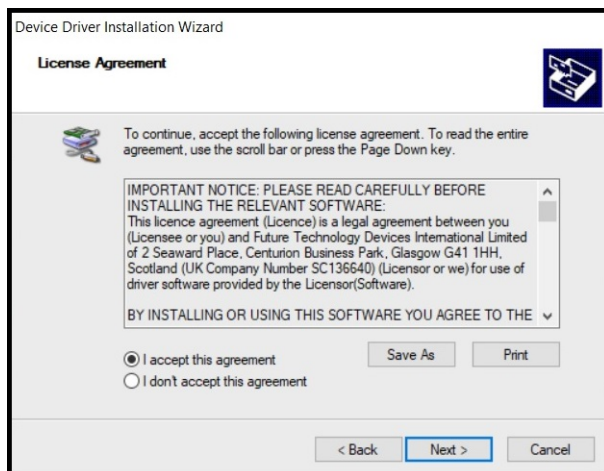 Device Driver Installation Wizard
License Agreement
To continue, accept the following license agreement. To read the entire
agreement, use the scroll bar or press the Page Down key.
IMPORTANT NOTICE: PLEASE READ CAREFULLY BEFORE
INSTALLING THE RELEVANT SOFTWARE:
This licence agreement (Licence) is a legal agreement between you
(Licensee or you) and Future Technology Devices International Limited
of 2 Seaward Place, Centurion Business Park, Glasgow G41 1HH,
Scotland (UK Company Number SC136640) (Licensor or we) for use of
driver software provided by the Licensor(Software).
BY INSTALLING OR USING THIS SOFTWARE YOU AGREE TO THE
I accept this agreement
Save As
Print
I don't accept this agreement
< Back
Next >
Cancel